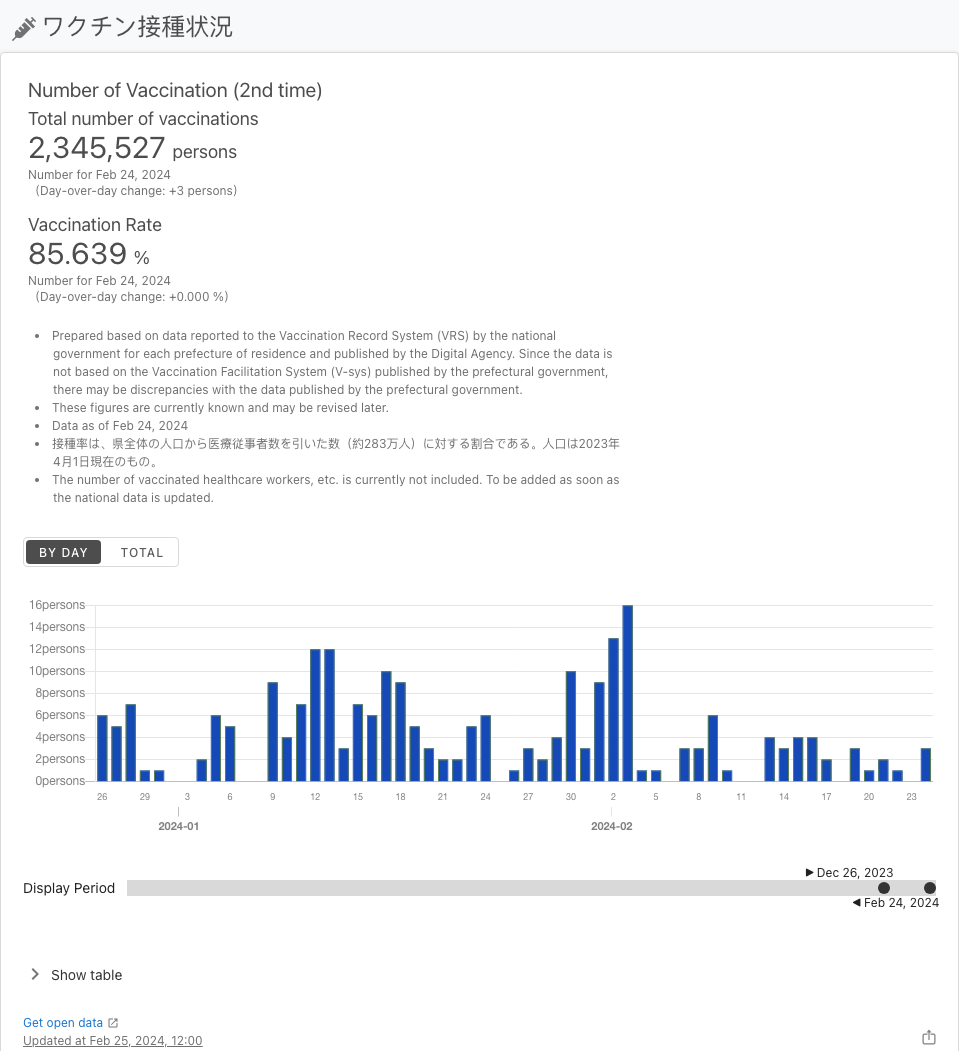 ワクチン接種状況
Number of Vaccination (2nd time)
Total number of vaccinations
2,345,527 persons
Number for Feb 24, 2024
(Day-over-day change: +3 persons)
Vaccination Rate
85.639 %
Number for Feb 24, 2024
(Day-over-day change: +0.000 %)
• Prepared based on data reported to the Vaccination Record System (VRS) by the national
government for each prefecture of residence and published by the Digital Agency. Since the data is
not based on the Vaccination Facilitation System (V-sys) published by the prefectural government,
there may be discrepancies with the data published by the prefectural government.
• These figures are currently known and may be revised later.
• Data as of Feb 24, 2024
• 接種率は、県全体の人口から医療従事者数を引いた数（約283万人）に対する割合である。人口は2023年
4月1日現在のもの。
• The number of vaccinated healthcare workers, etc. is currently not included. To be added as soon as
the national data is updated.
BY DAY TOTAL
16persons
14persons
12persons
10persons
8persons
6persons
4persons
2persons
0persons
26 29 3 6 9 12 15 18 21 24 27 30 2 5 8 11 14 17 20 23
2024-01 2024-02
Dec 26, 2023
Display Period
Feb 24, 2024
Show table
Get open data
Updated at Feb 25, 2024, 12:00